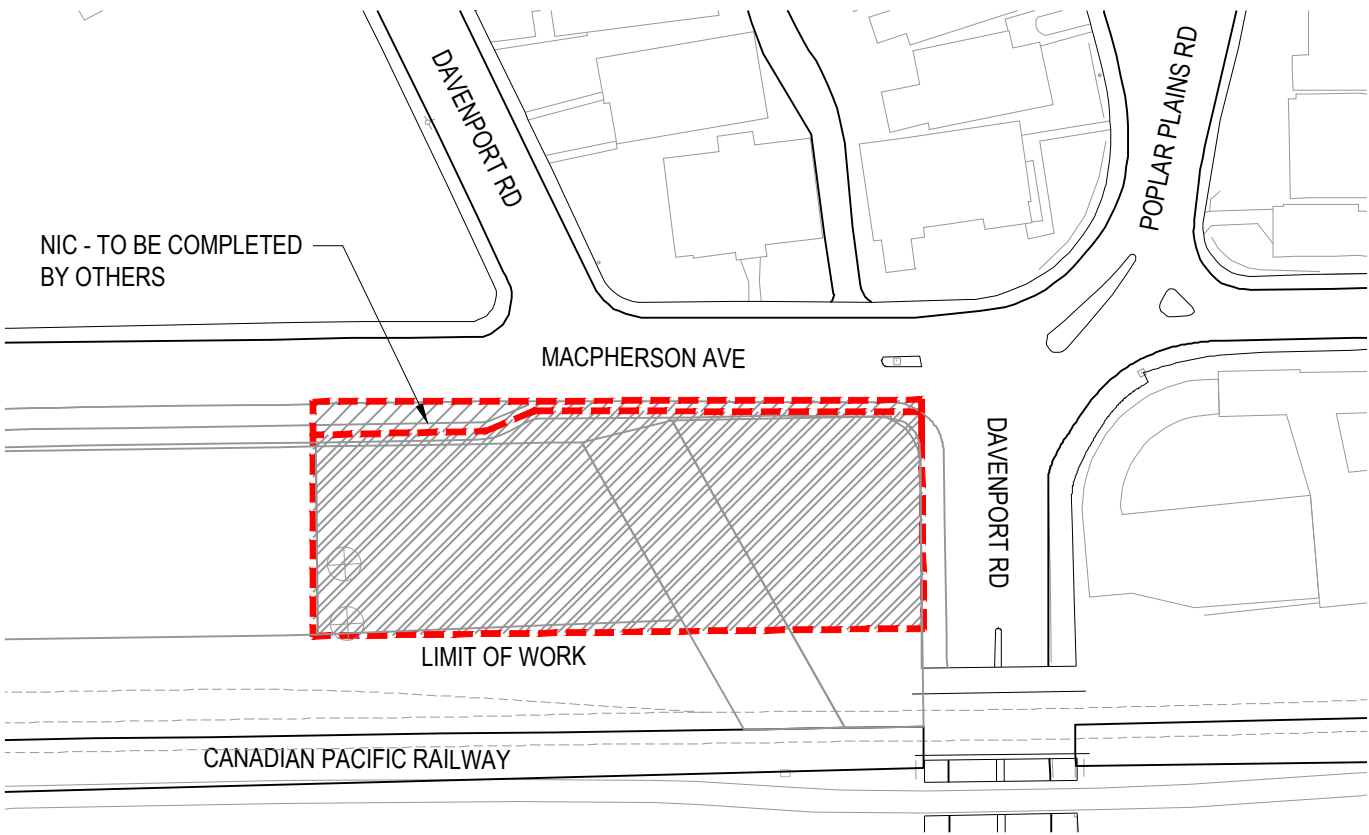 DAVENPORT RD
POPLAR PLAINS RD
NIC - TO BE COMPLETED
BY OTHERS
MACPHERSON AVE
DAVENPORT RD
LIMIT OF WORK
CANADIAN PACIFIC RAILWAY